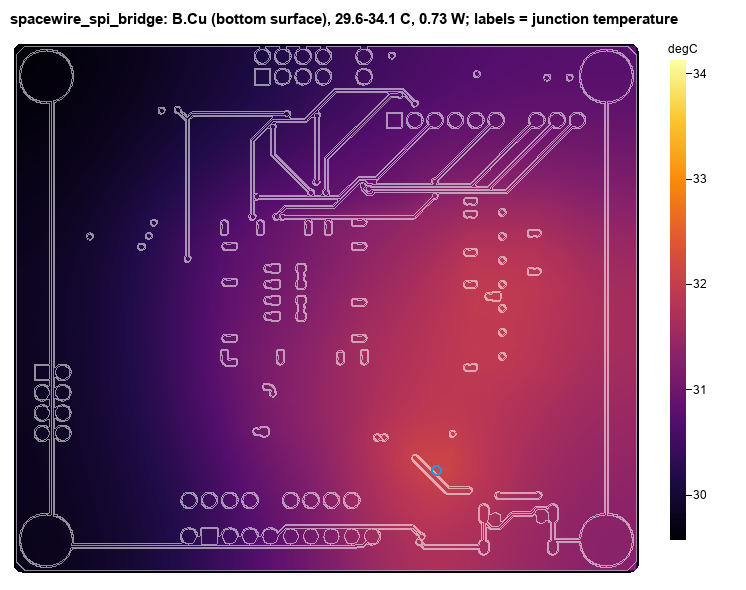 spacewire_spi_bridge: B.Cu (bottom surface), 29.6-34.1 C, 0.73 W; labels = junction temperature
degC
34
33
32
31
30